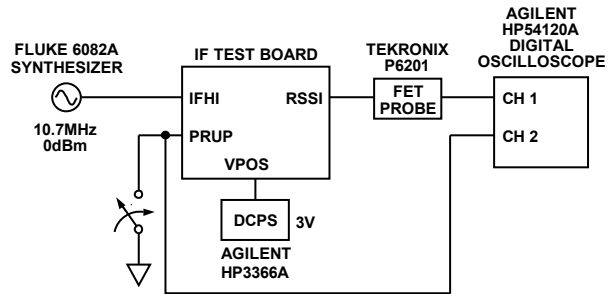 FLUKE 6082A
SYNTHESIZER
10.7MHz
0dBm
IF TEST BOARD
IFHI
RSSI
PRUP
VPOS
DCPS
3V
AGILENT
HP3366A
TEKRONIX
P6201
FET
PROBE
AGILENT
HP54120A
DIGITAL
OSCILLOSCOPE
CH 1
CH 2